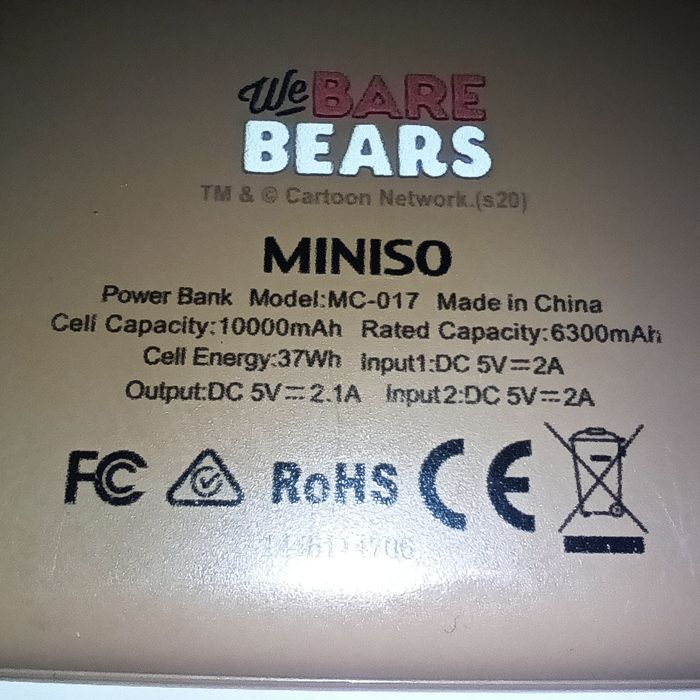 We BARE
BEARS
TM & © Cartoon Network.(s20)
MINISO
Power Bank Model:MC-017 Made in China
Cell Capacity:10000mAh Rated Capacity:6300mAh
Cell Energy:37Wh Input1:DC 5V⎓2A
Output:DC 5V⎓2.1A Input2:DC 5V⎓2A
FC RoHS CE